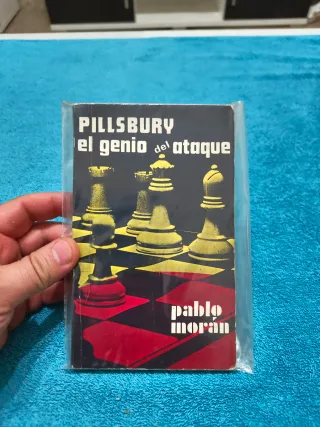 PILLSBURY
el genio del ataque
pablo
morán